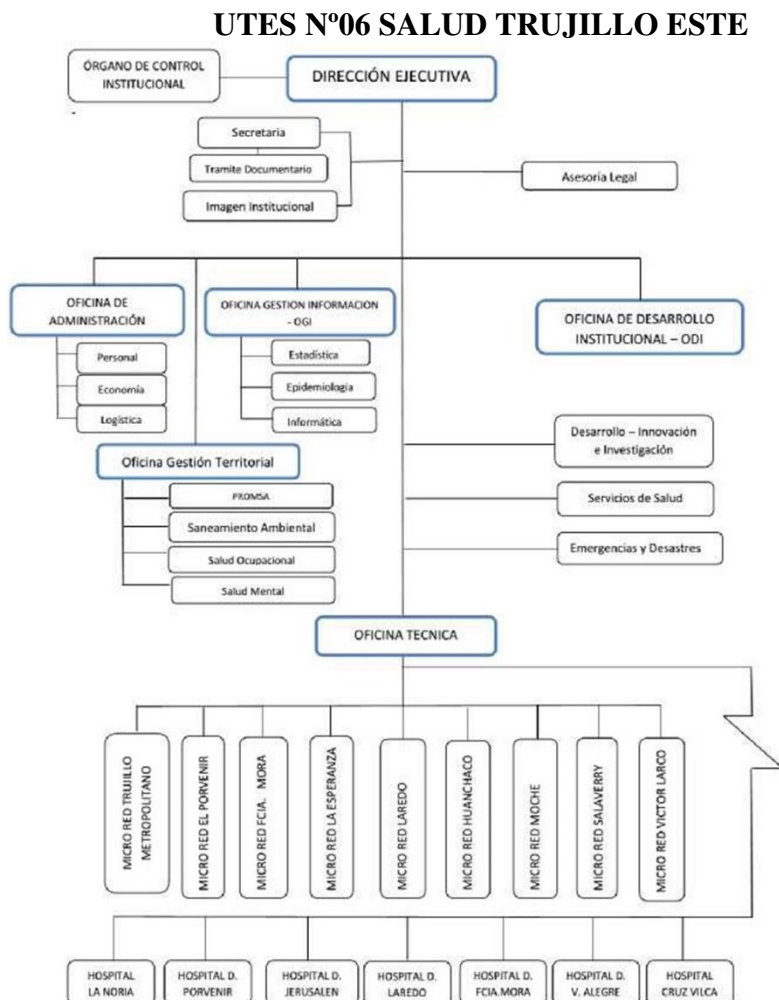 UTES Nº06 SALUD TRUJILLO ESTE
ÓRGANO DE CONTROL
INSTITUCIONAL
DIRECCIÓN EJECUTIVA
Secretaria
Tramite Documentario
Imagen Institucional
Asesoría Legal
OFICINA DE
ADMINISTRACIÓN
Personal
Economía
Logística
OFICINA GESTION INFORMACION
- OGI
Estadística
Epidemiologia
Informática
OFICINA DE DESARROLLO
INSTITUCIONAL – ODI
Oficina Gestión Territorial
PROMSA
Saneamiento Ambiental
Salud Ocupacional
Salud Mental
Desarrollo – Innovación
e Investigación
Servicios de Salud
Emergencias y Desastres
OFICINA TECNICA
MICRO RED TRUJILLO
METROPOLITANO
MICRO RED EL PORVENIR
MICRO RED FCIA. MORA
MICRO RED LA ESPERANZA
MICRO RED LAREDO
MICRO RED HUANCHACO
MICRO RED MOCHE
MICRO RED SALAVERRY
MICRO RED VICTOR LARCO
HOSPITAL
LA NORIA
HOSPITAL D.
PORVENIR
HOSPITAL D.
JERUSALEN
HOSPITAL D.
LAREDO
HOSPITAL D.
FCIA.MORA
HOSPITAL D.
V. ALEGRE
HOSPITAL
CRUZ VILCA